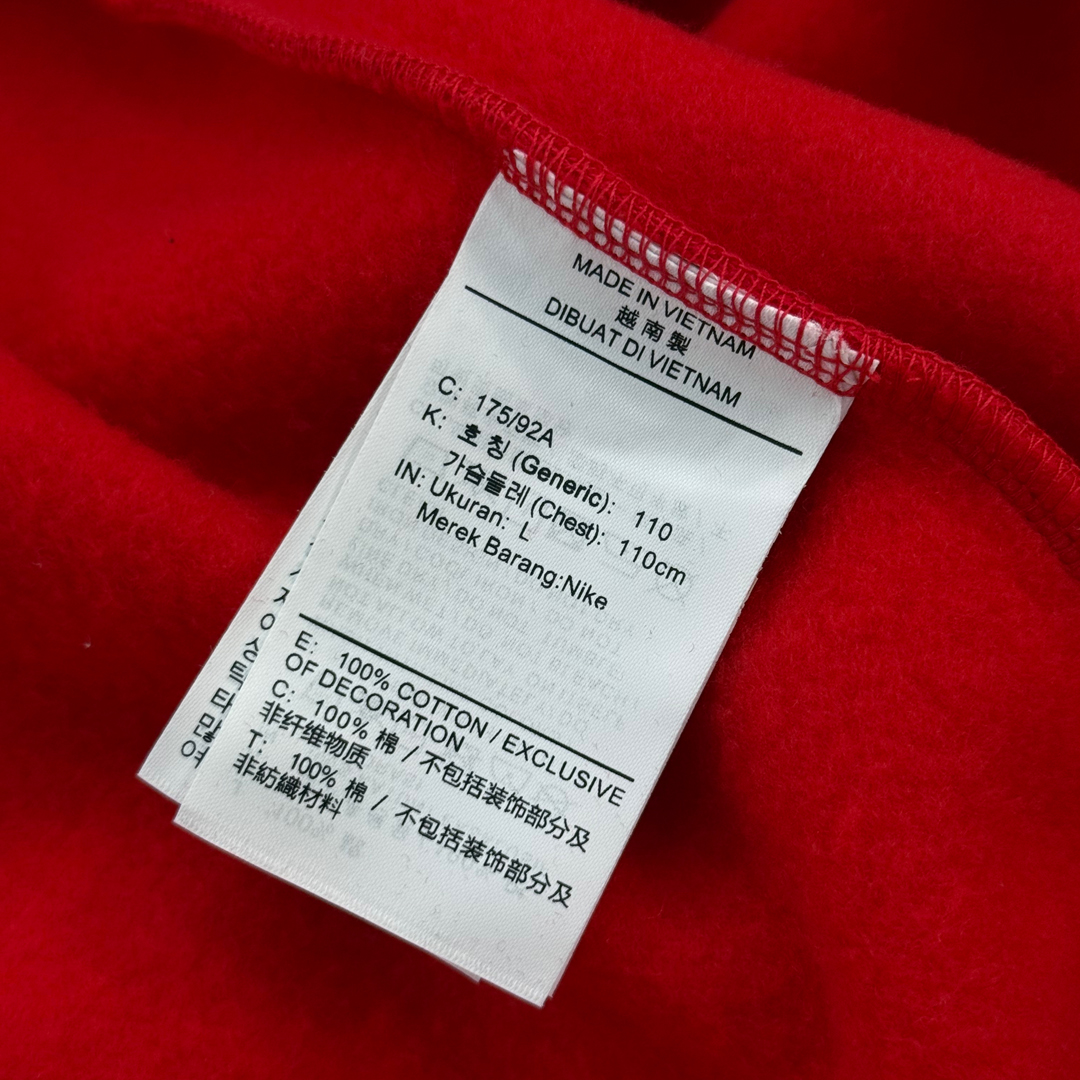 MADE IN VIETNAM
越南製
DIBUAT DI VIETNAM
C: 175/92A
K: 호칭 (Generic): 110
가슴둘레 (Chest): 110cm
IN: Ukuran: L
Merek Barang:Nike
E: 100% COTTON / EXCLUSIVE
OF DECORATION
C: 100% 棉 / 不包括装饰部分及
非纤维物质
T: 100% 棉 / 不包括装饰部分及
非紡織材料